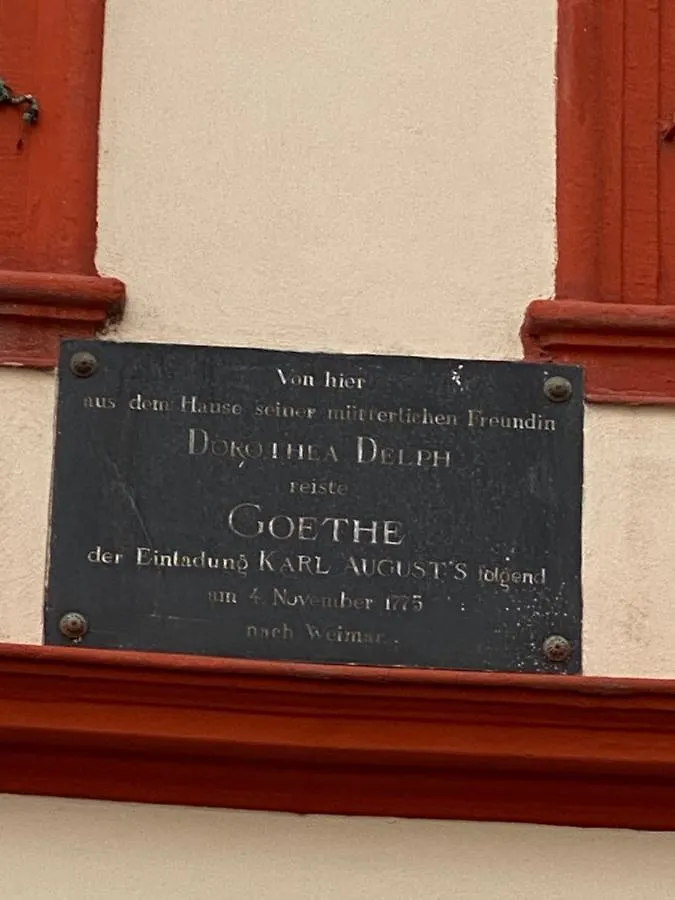 Von hier
aus dem Hause seiner mütterlichen Freundin
DOROTHEA DELPH
reiste
GOETHE
der Einladung KARL AUGUST'S folgend
am 4. November 1775
nach Weimar.